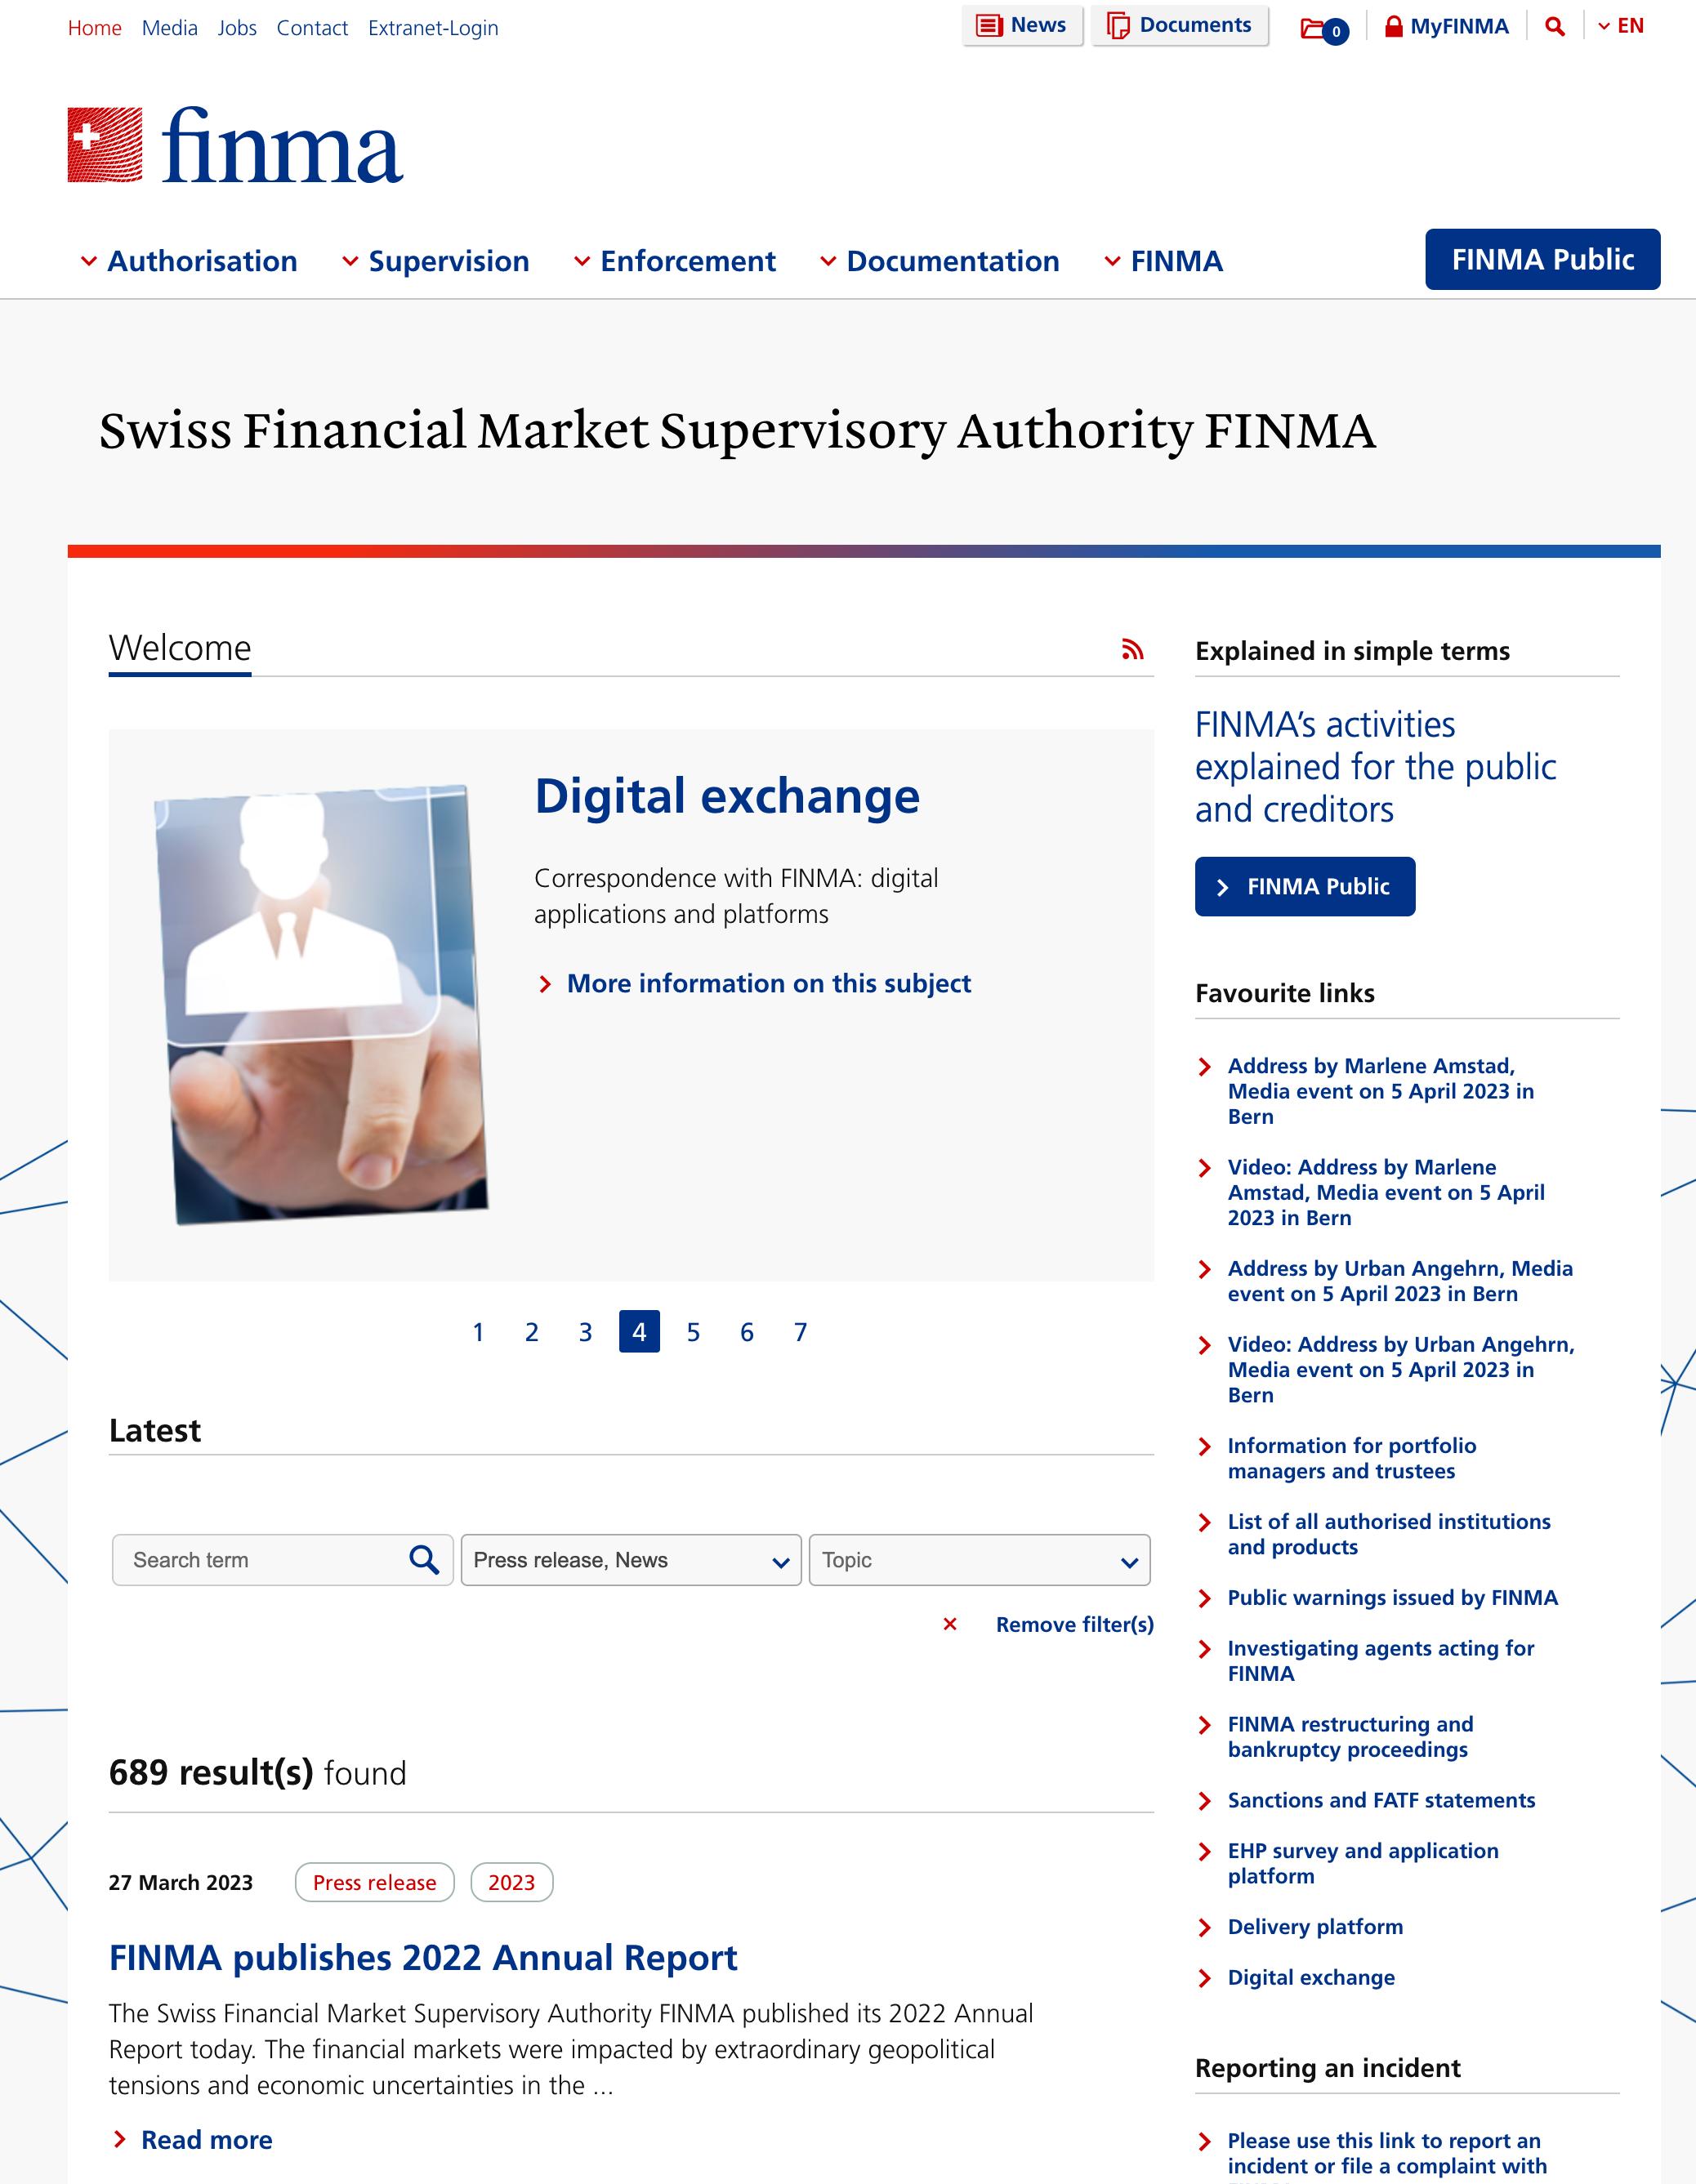 Home Media Jobs Contact Extranet-Login
News Documents 0 MyFINMA EN
finma
Authorisation Supervision Enforcement Documentation FINMA FINMA Public
Swiss Financial Market Supervisory Authority FINMA
Welcome
Digital exchange
Correspondence with FINMA: digital
applications and platforms
More information on this subject
1 2 3 4 5 6 7
Latest
Search term Press release, News Topic
Remove filter(s)
689 result(s) found
27 March 2023 Press release 2023
FINMA publishes 2022 Annual Report
The Swiss Financial Market Supervisory Authority FINMA published its 2022 Annual
Report today. The financial markets were impacted by extraordinary geopolitical
tensions and economic uncertainties in the ...
Read more
Explained in simple terms
FINMA’s activities
explained for the public
and creditors
FINMA Public
Favourite links
Address by Marlene Amstad,
Media event on 5 April 2023 in
Bern
Video: Address by Marlene
Amstad, Media event on 5 April
2023 in Bern
Address by Urban Angehrn, Media
event on 5 April 2023 in Bern
Video: Address by Urban Angehrn,
Media event on 5 April 2023 in
Bern
Information for portfolio
managers and trustees
List of all authorised institutions
and products
Public warnings issued by FINMA
Investigating agents acting for
FINMA
FINMA restructuring and
bankruptcy proceedings
Sanctions and FATF statements
EHP survey and application
platform
Delivery platform
Digital exchange
Reporting an incident
Please use this link to report an
incident or file a complaint with